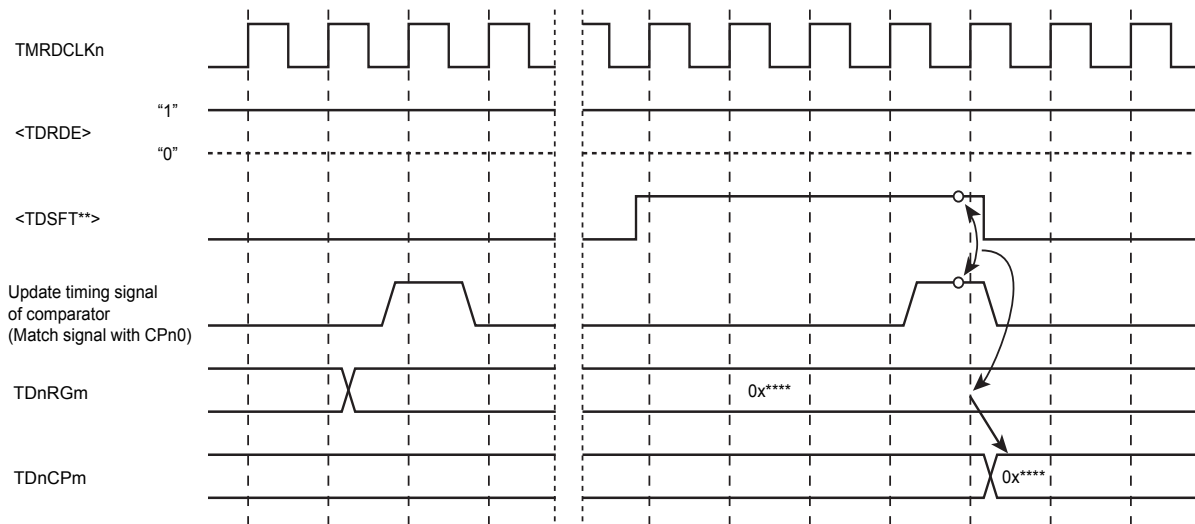 TMRDCLKn
“1”
<TDRDE>
“0”
<TDSFT**>
Update timing signal
of comparator
(Match signal with CPn0)
TDnRGm
0x****
TDnCPm
0x****